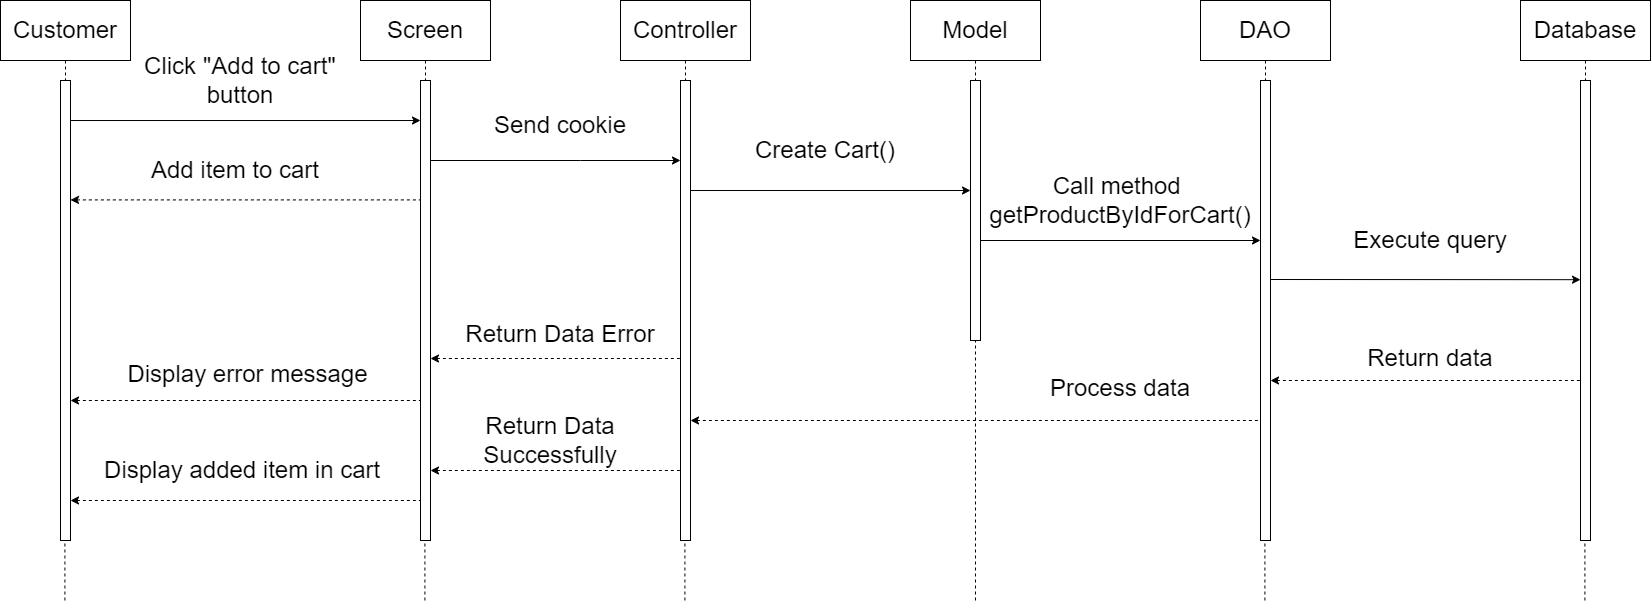 Customer
Screen
Controller
Model
DAO
Database
Click "Add to cart"
button
Send cookie
Create Cart()
Add item to cart
Call method
getProductByIdForCart()
Execute query
Return Data Error
Return data
Display error message
Process data
Return Data
Successfully
Display added item in cart